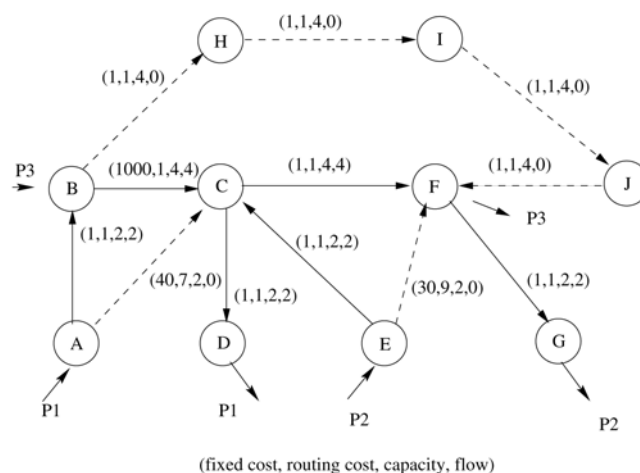 (1,1,4,0)
H
I
(1,1,4,0)
(1,1,4,0)
P3
(1000,1,4,4)
(1,1,4,4)
(1,1,4,0)
B
C
F
J
P3
(1,1,2,2)
(1,1,2,2)
(40,7,2,0)
(30,9,2,0)
(1,1,2,2)
(1,1,2,2)
A
D
E
G
P1
P1
P2
P2
(fixed cost, routing cost, capacity, flow)